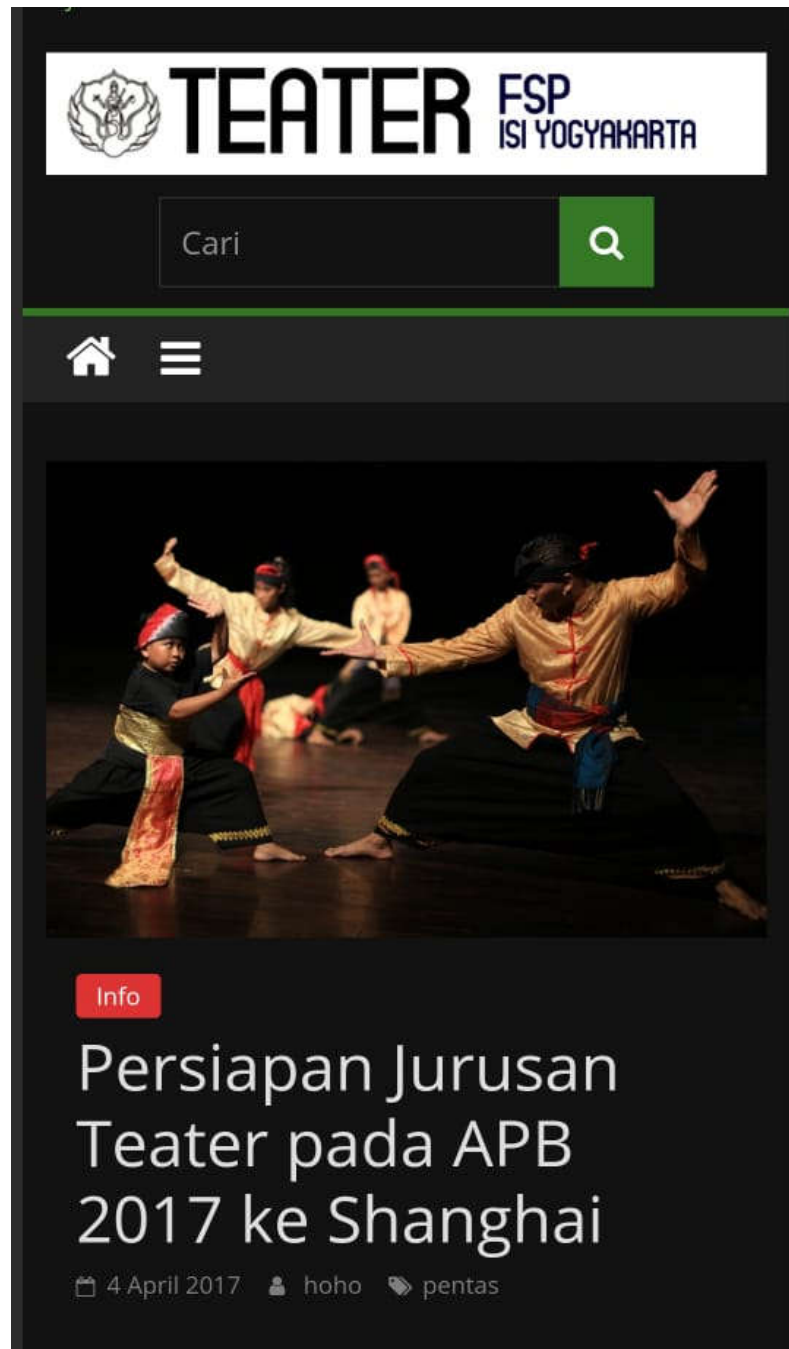 TEATER FSP
ISI YOGYAKARTA
Cari
Info
Persiapan Jurusan
Teater pada APB
2017 ke Shanghai
4 April 2017 hoho pentas